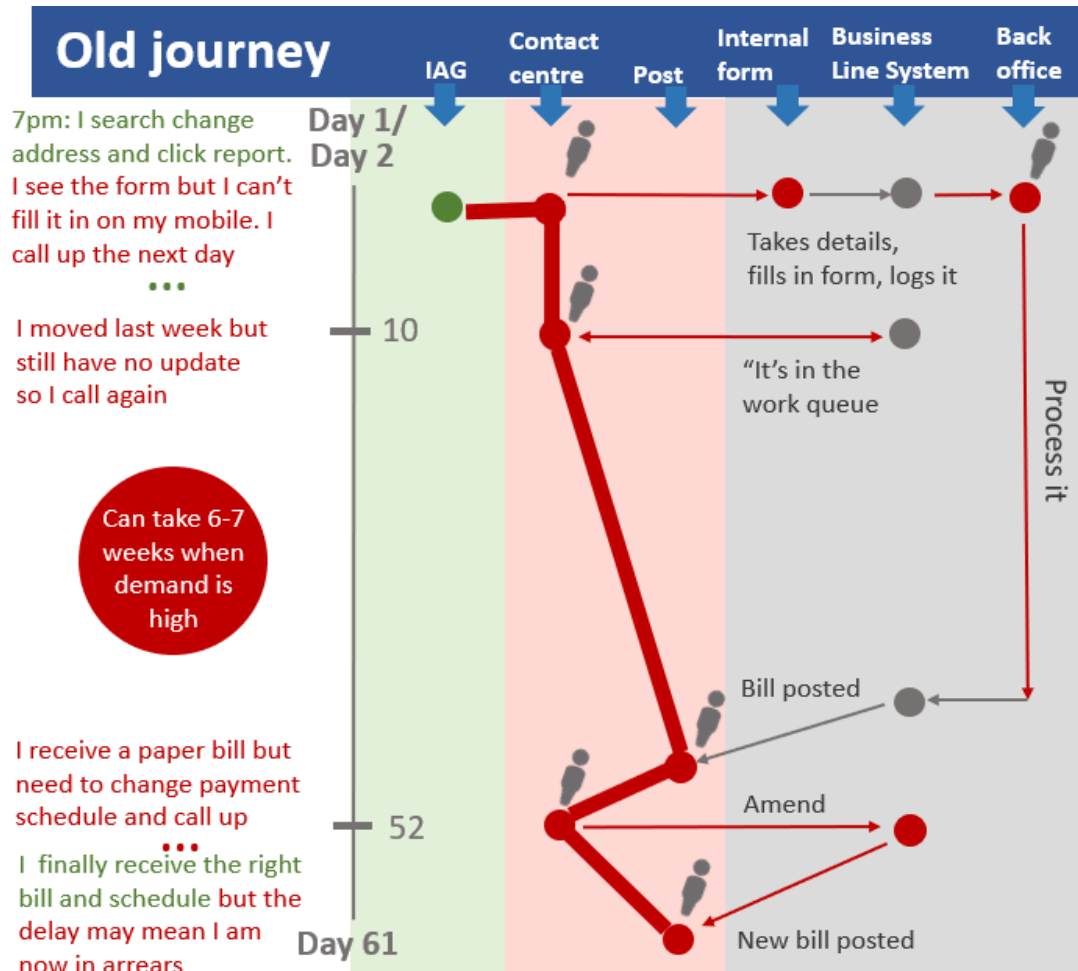 Old journey
IAG
Contact
centre
Post
Internal
form
Business
Line System
Back
office
7pm: I search change
address and click report.
I see the form but I can't
fill it in on my mobile. I
call up the next day
...
I moved last week but
still have no update
so I call again
Can take 6-7
weeks when
demand is
high
I receive a paper bill but
need to change payment
schedule and call up
...
I finally receive the right
bill and schedule but the
delay may mean I am
now in arrears
Day 1/
Day 2
10
52
Day 61
Takes details,
fills in form, logs it
“It’s in the
work queue
Process it
Bill posted
Amend
New bill posted